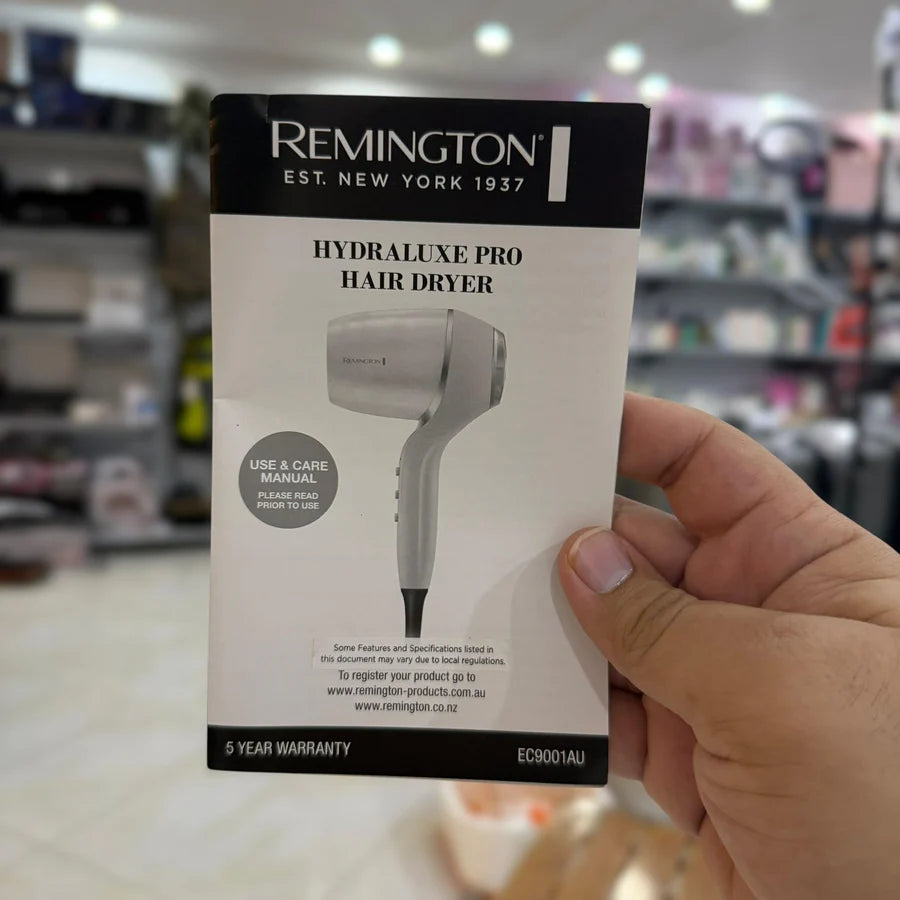 REMINGTON®
EST. NEW YORK 1937
HYDRALUXE PRO
HAIR DRYER
REMINGTON
USE & CARE
MANUAL
PLEASE READ
PRIOR TO USE
Some Features and Specifications listed in
this document may vary due to local regulations.
To register your product go to
www.remington-products.com.au
www.remington.co.nz
5 YEAR WARRANTY
EC9001AU